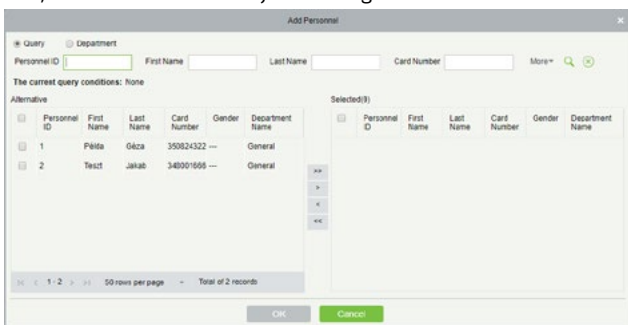 Add Personnel
Query Department
Personnel ID First Name Last Name Card Number More
The current query conditions: None
Alternative Selected(0)
Personnel ID First Name Last Name Card Number Gender Department Name Personnel ID First Name Last Name Card Number Gender Department Name
1 Példa Géza 350824322 --- General
2 Teszt Jakab 348001666 --- General
>>
>
<
<<
1-2 50 rows per page Total of 2 records
OK Cancel